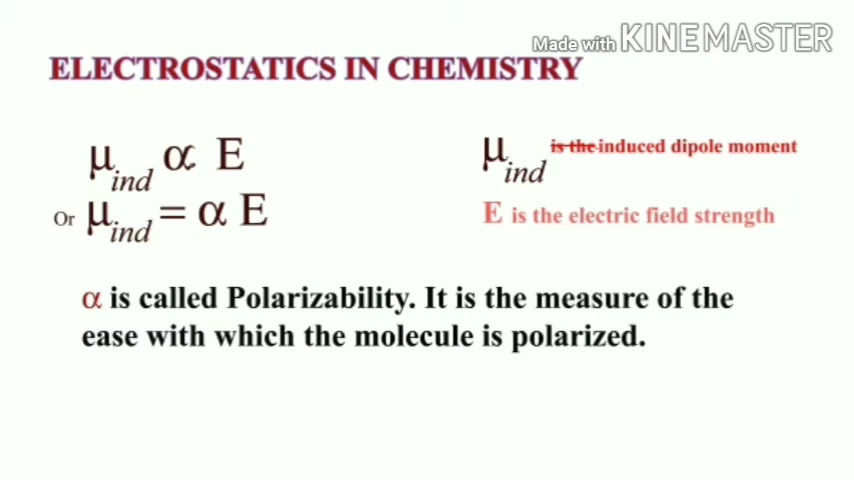 Made with KINEMASTER
ELECTROSTATICS IN CHEMISTRY
μind ∝ E
μind is the induced dipole moment
Or μind = α E
E is the electric field strength
α is called Polarizability. It is the measure of the
ease with which the molecule is polarized.